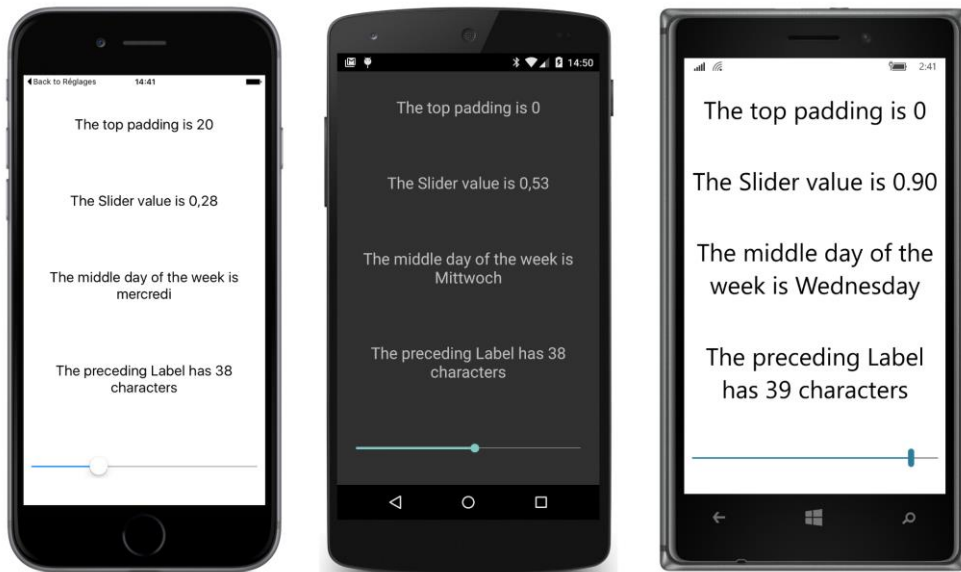 Back to Réglages 14:41
The top padding is 20
The Slider value is 0,28
The middle day of the week is
mercredi
The preceding Label has 38
characters
14:50
The top padding is 0
The Slider value is 0,53
The middle day of the week is
Mittwoch
The preceding Label has 38
characters
2:41
The top padding is 0
The Slider value is 0.90
The middle day of the
week is Wednesday
The preceding Label
has 39 characters